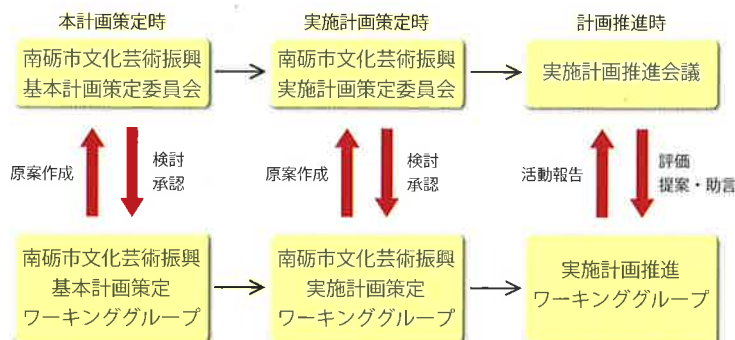 本計画策定時
実施計画策定時
計画推進時
南砺市文化芸術振興
基本計画策定委員会
南砺市文化芸術振興
実施計画策定委員会
実施計画推進会議
原案作成
検討
承認
原案作成
検討
承認
活動報告
評価
提案・助言
南砺市文化芸術振興
基本計画策定
ワーキンググループ
南砺市文化芸術振興
実施計画策定
ワーキンググループ
実施計画推進
ワーキンググループ